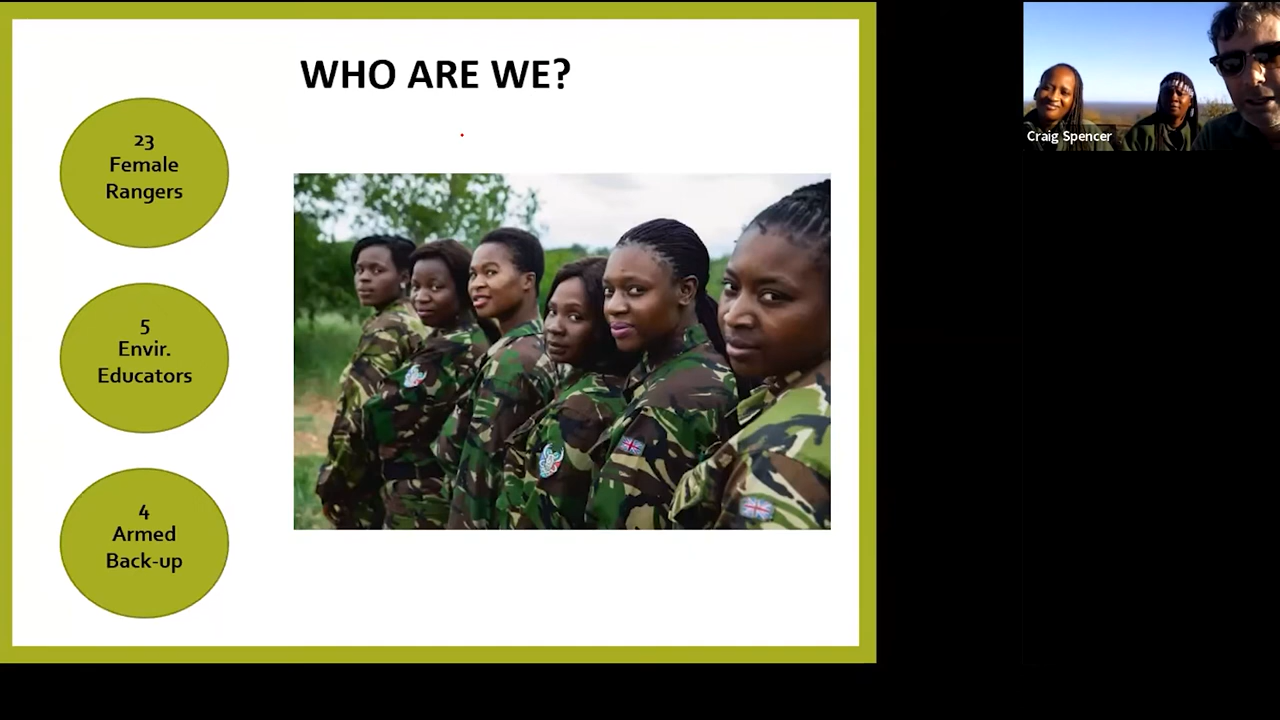 WHO ARE WE?
23
Female
Rangers
5
Envir.
Educators
4
Armed
Back-up
Craig Spencer